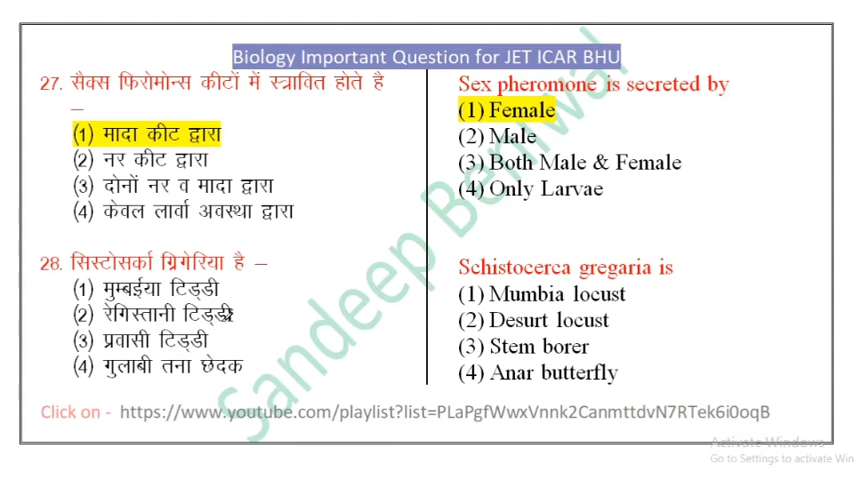 Biology Important Question for JET ICAR BHU
27. सैक्स फिरोमोन्स कीटों में स्त्रावित होते है
–
(1) मादा कीट द्वारा
(2) नर कीट द्वारा
(3) दोनों नर व मादा द्वारा
(4) केवल लार्वा अवस्था द्वारा
28. सिस्टोसर्का ग्रिगेरिया है –
(1) मुम्बईया टिड्डी
(2) रेगिस्तानी टिड्डी
(3) प्रवासी टिड्डी
(4) गुलाबी तना छेदक
Sex pheromone is secreted by
(1) Female
(2) Male
(3) Both Male & Female
(4) Only Larvae
Schistocerca gregaria is
(1) Mumbia locust
(2) Desurt locust
(3) Stem borer
(4) Anar butterfly
Sandeep Beniwal
Click on - https://www.youtube.com/playlist?list=PLaPgfWwxVnnk2CanmttdvN7RTek6i0oqB
Activate Windows
Go to Settings to activate Win